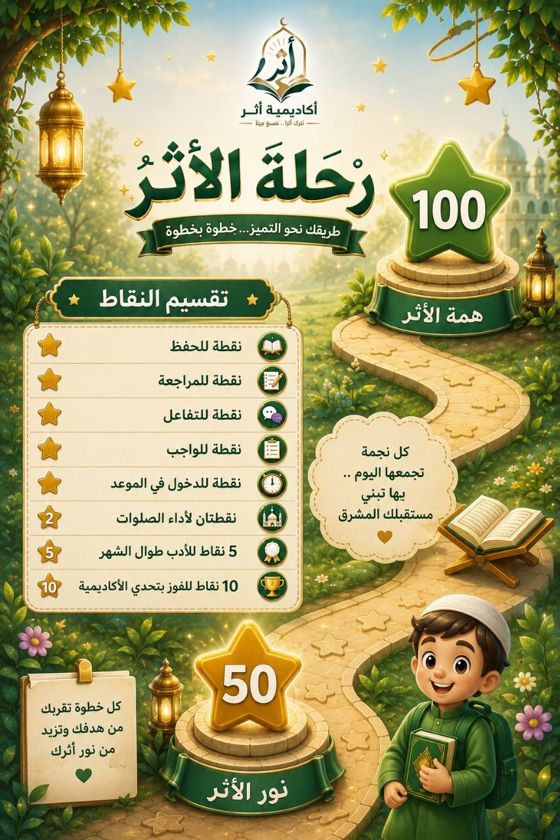 أثر
أكاديمية أثـر
نترك أثرًا .. نصنع جيلًا
رِحْلَةَ الأثرُ
طريقك نحو التميز... خطوة بخطوة
100
همة الأثر
تقسيم النقاط
نقطة للحفظ
نقطة للمراجعة
نقطة للتفاعل
نقطة للواجب
نقطة للدخول في الموعد
نقطتان لأداء الصلوات
2
5 نقاط للأدب طوال الشهر
5
10 نقاط للفوز بتحدي الأكاديمية
10
كل نجمة
تجمعها اليوم ..
بها تبني
مستقبلك المشرق
50
نور الأثر
كل خطوة تقربك
من هدفك وتزيد
من نور أثرك